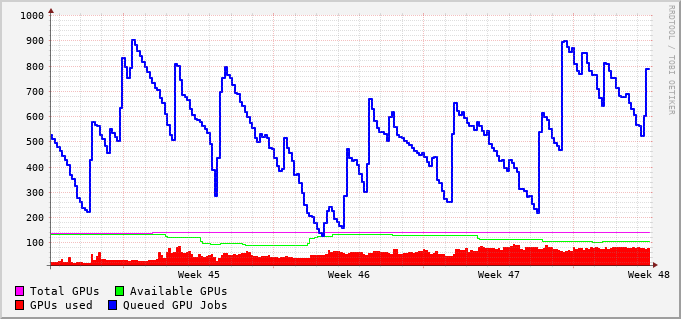 1000
900
800
700
600
500
400
300
200
100
Week 45 Week 46 Week 47 Week 48
Total GPUs Available GPUs
GPUs used Queued GPU Jobs
RRDTOOL / TOBI OETIKER